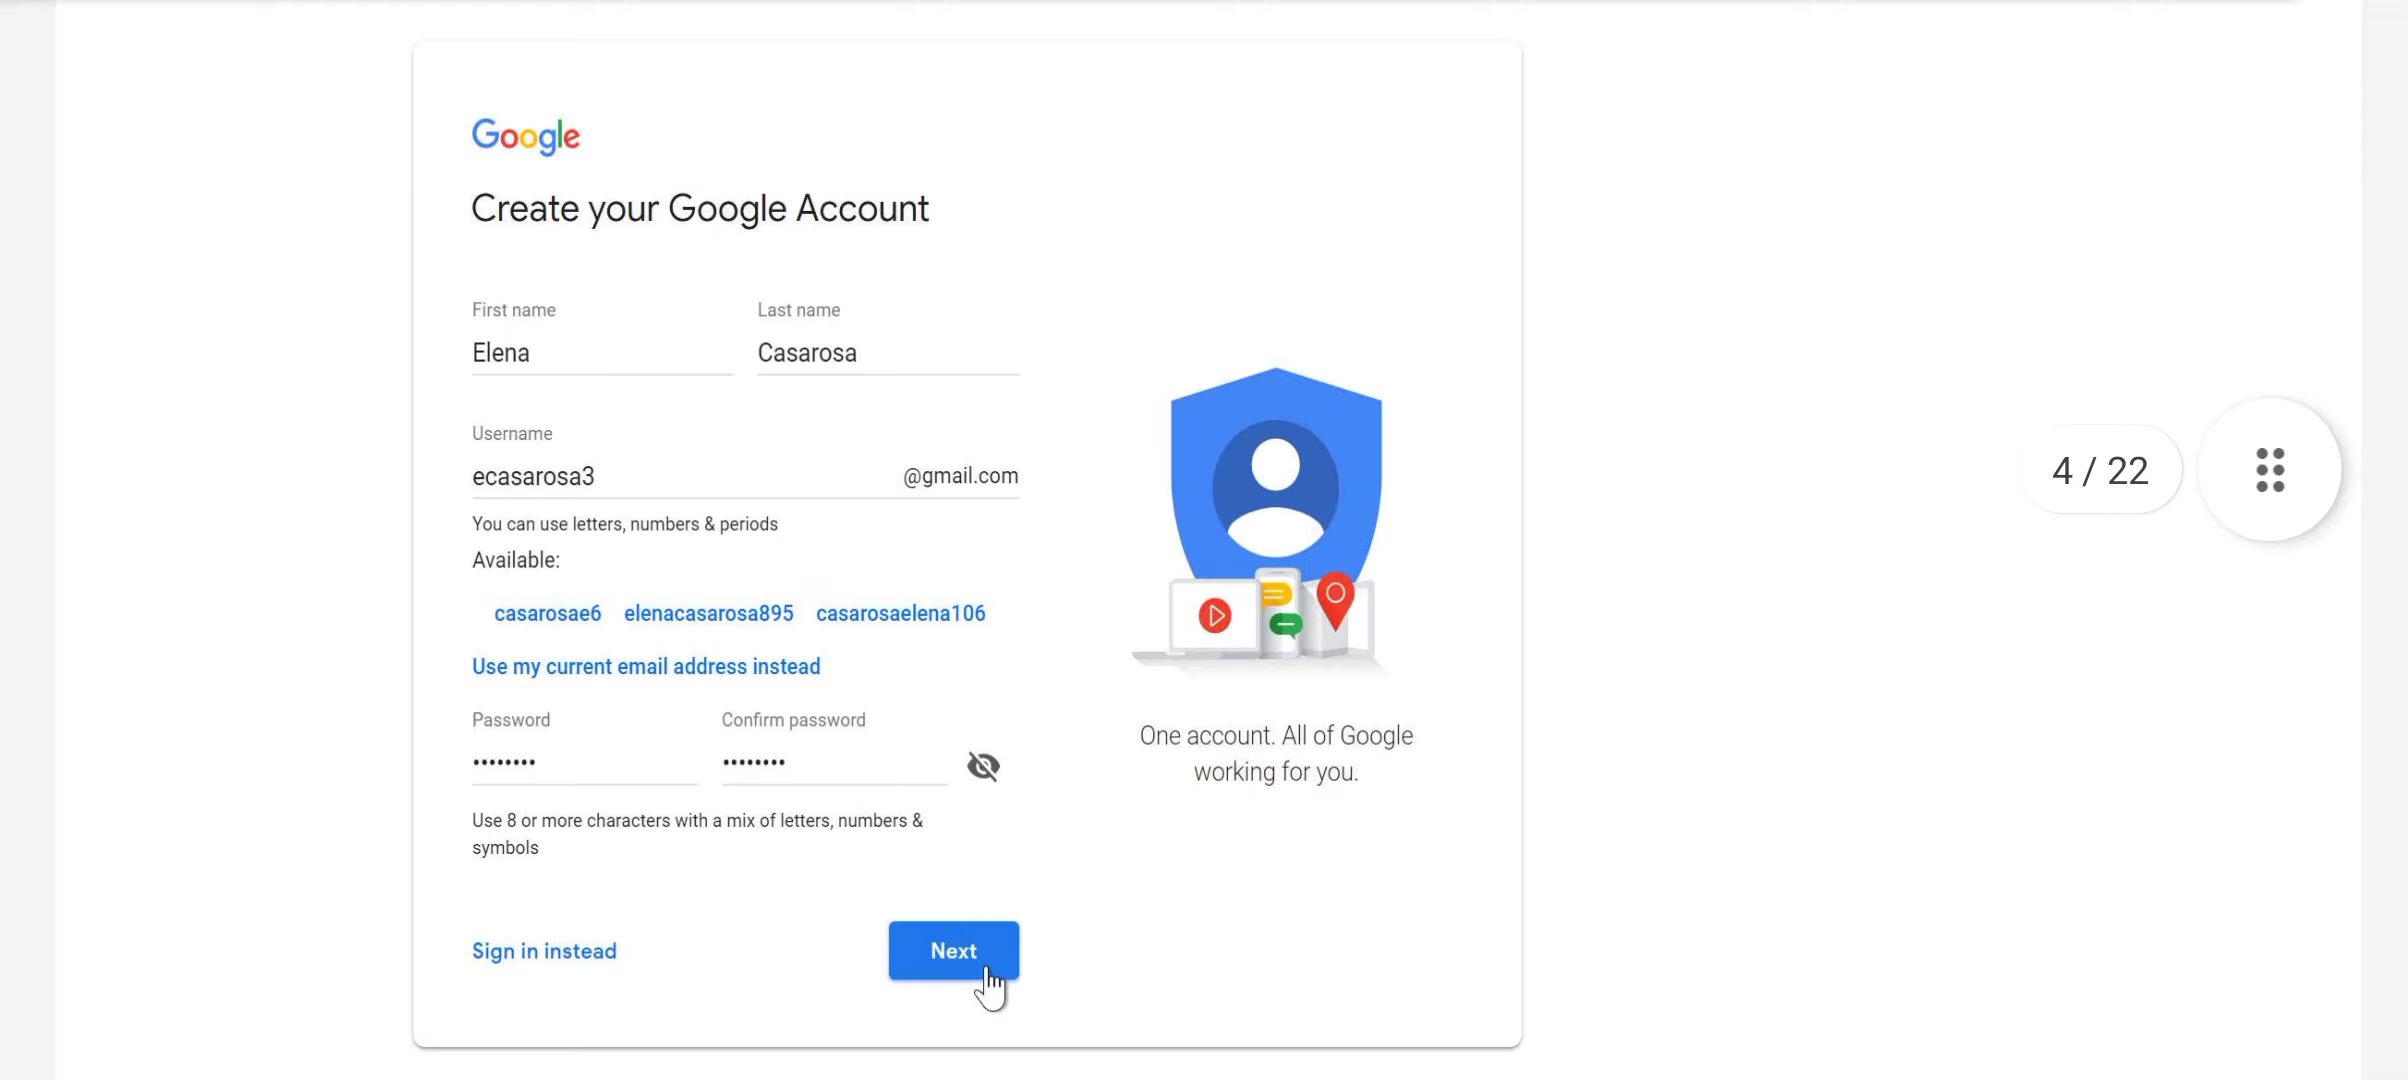 Google
Create your Google Account
First name
Last name
Elena
Casarosa
Username
ecasarosa3
@gmail.com
You can use letters, numbers & periods
Available:
casarosae6 elenacasarosa895 casarosaelena106
Use my current email address instead
Password
Confirm password
••••••••
••••••••
Use 8 or more characters with a mix of letters, numbers &
symbols
Sign in instead
Next
One account. All of Google
working for you.
4 / 22